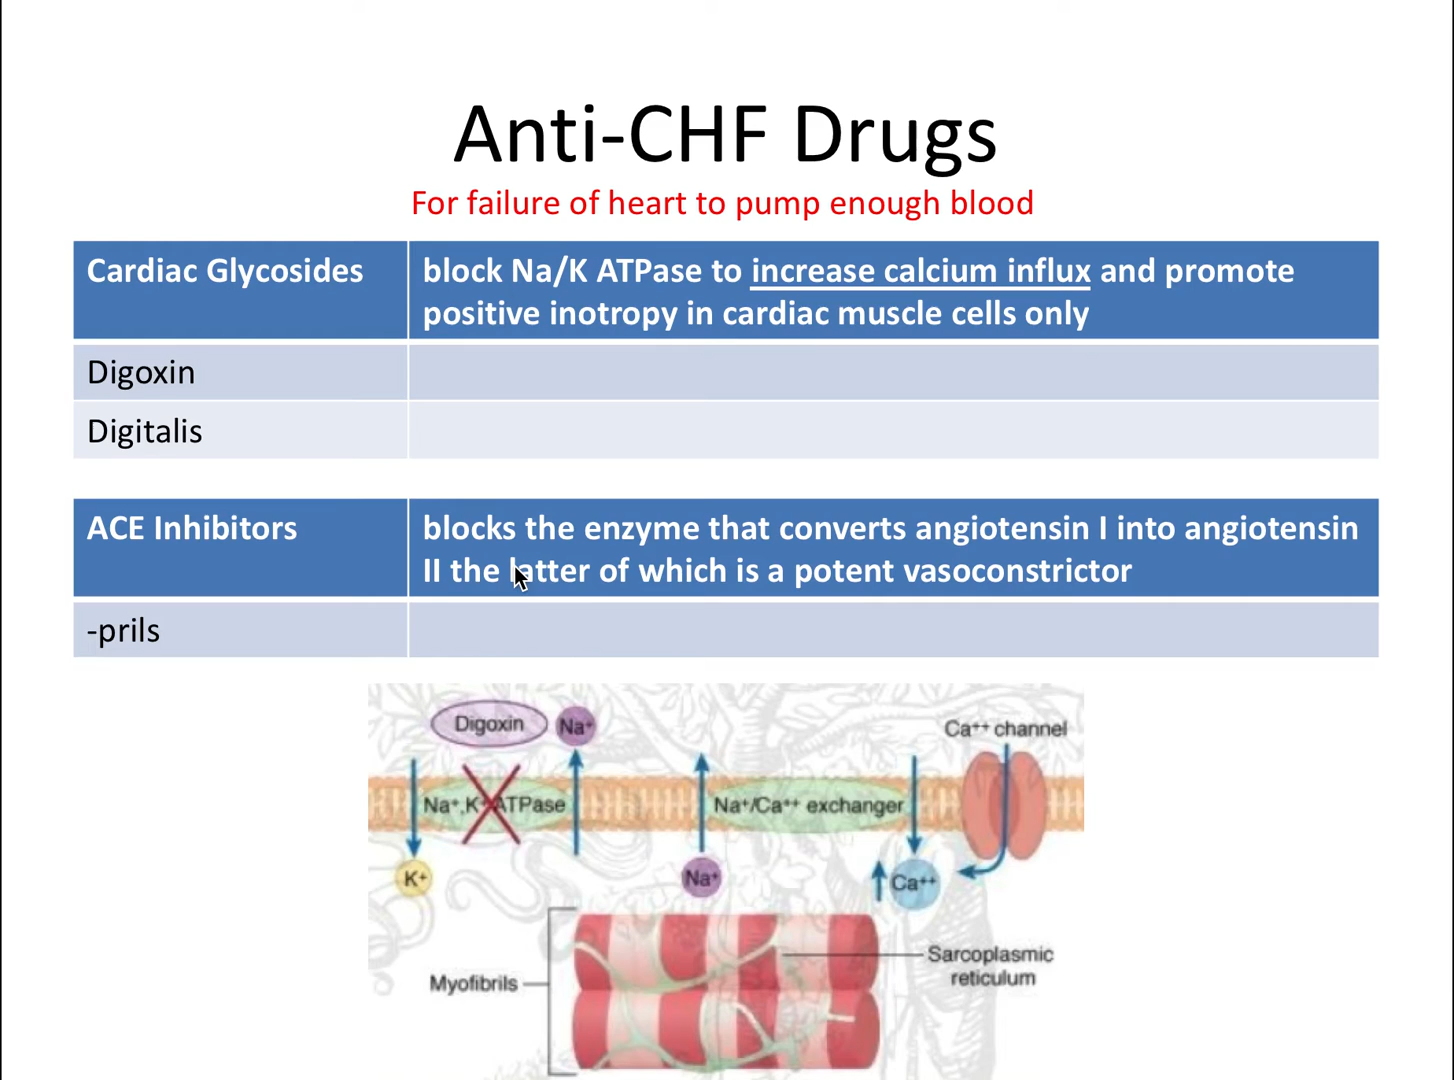 Anti-CHF Drugs
For failure of heart to pump enough blood
Cardiac Glycosides
block Na/K ATPase to increase calcium influx and promote
positive inotropy in cardiac muscle cells only
Digoxin
Digitalis
ACE Inhibitors
blocks the enzyme that converts angiotensin I into angiotensin
II the latter of which is a potent vasoconstrictor
-prils
Digoxin
Na⁺
Ca⁺⁺ channel
Na⁺,K⁺ ATPase
Na⁺/Ca⁺⁺ exchanger
K⁺
Na⁺
Ca⁺⁺
Myofibrils
Sarcoplasmic
reticulum